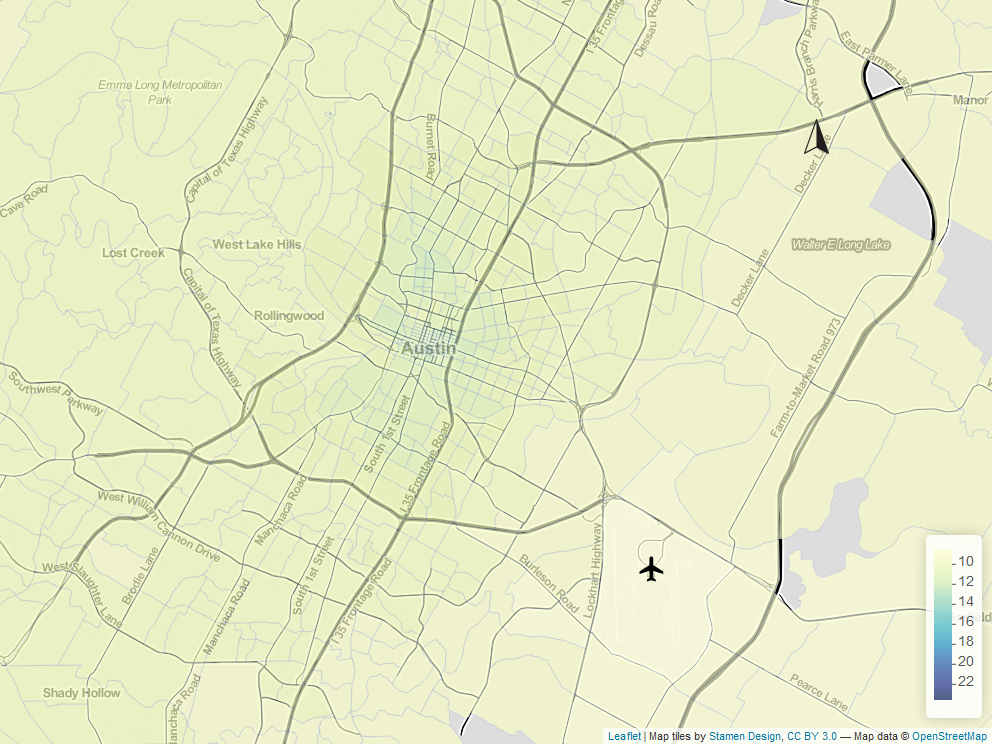 I 35 Frontage
Dessau Road
Harris Branch Parkway
East Parmer Lane
Emma Long Metropolitan
Park
Manor
Capital of Texas Highway
Burnet Road
Decker Lane
Cave Road
Lost Creek
West Lake Hills
Walter E Long Lake
Capital of Texas Highway
Decker Lane
Rollingwood
Austin
Farm-to-Market Road 973
Southwest Parkway
South 1st Street
I 35 Frontage Road
West William Cannon Drive
Manchaca Road
Lockhart Highway
Burleson Road
West Slaughter Lane
Brodie Lane
South 1st Street
I 35 Frontage Road
Manchaca Road
Shady Hollow
Manchaca Road
Pearce Lane
10
12
14
16
18
20
22
Leaflet | Map tiles by Stamen Design, CC BY 3.0 — Map data © OpenStreetMap